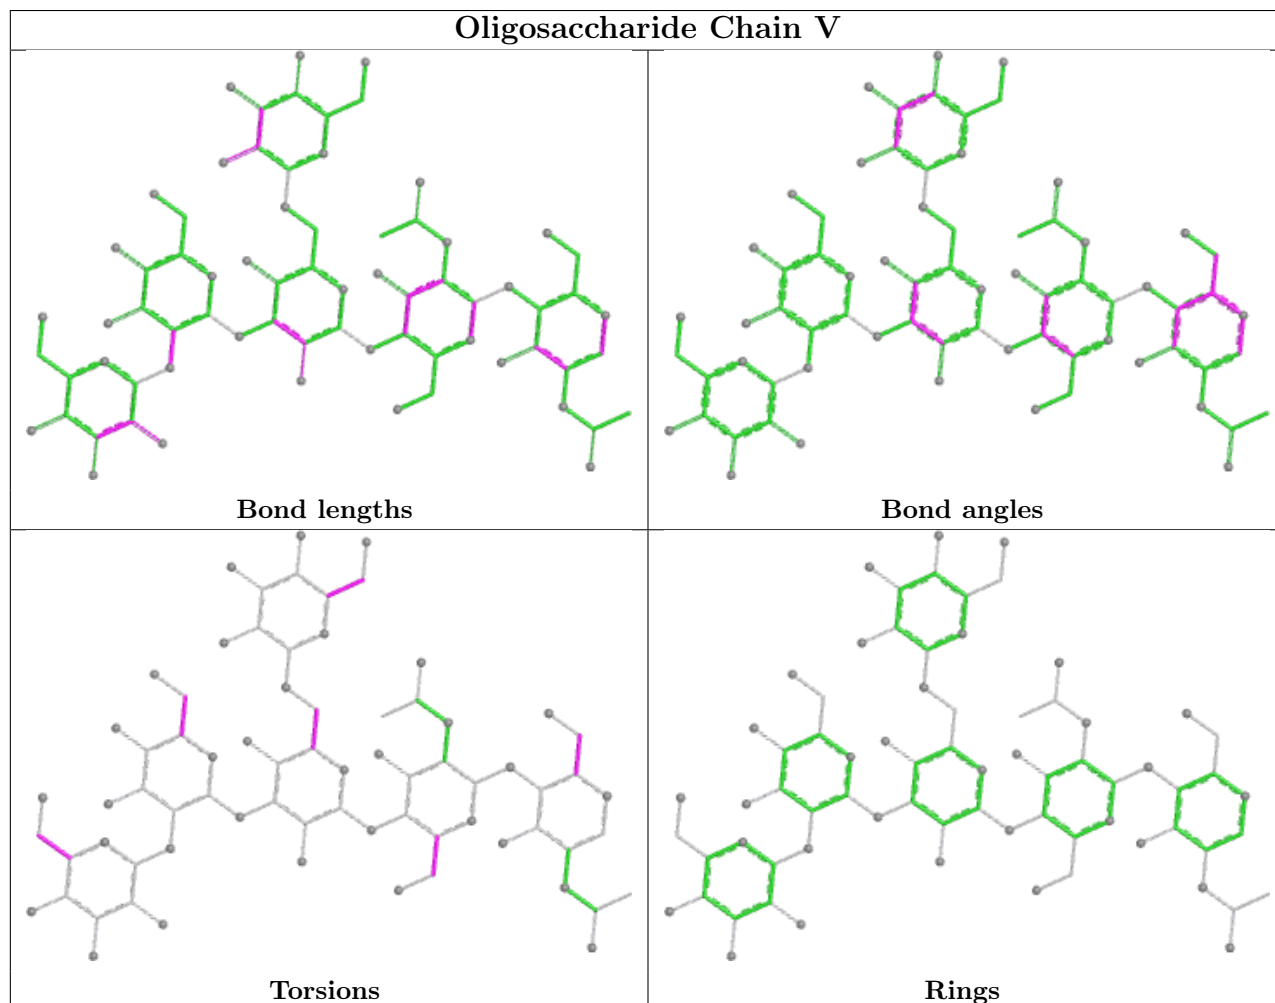 Oligosaccharide Chain V
Bond lengths
Bond angles
Torsions
Rings